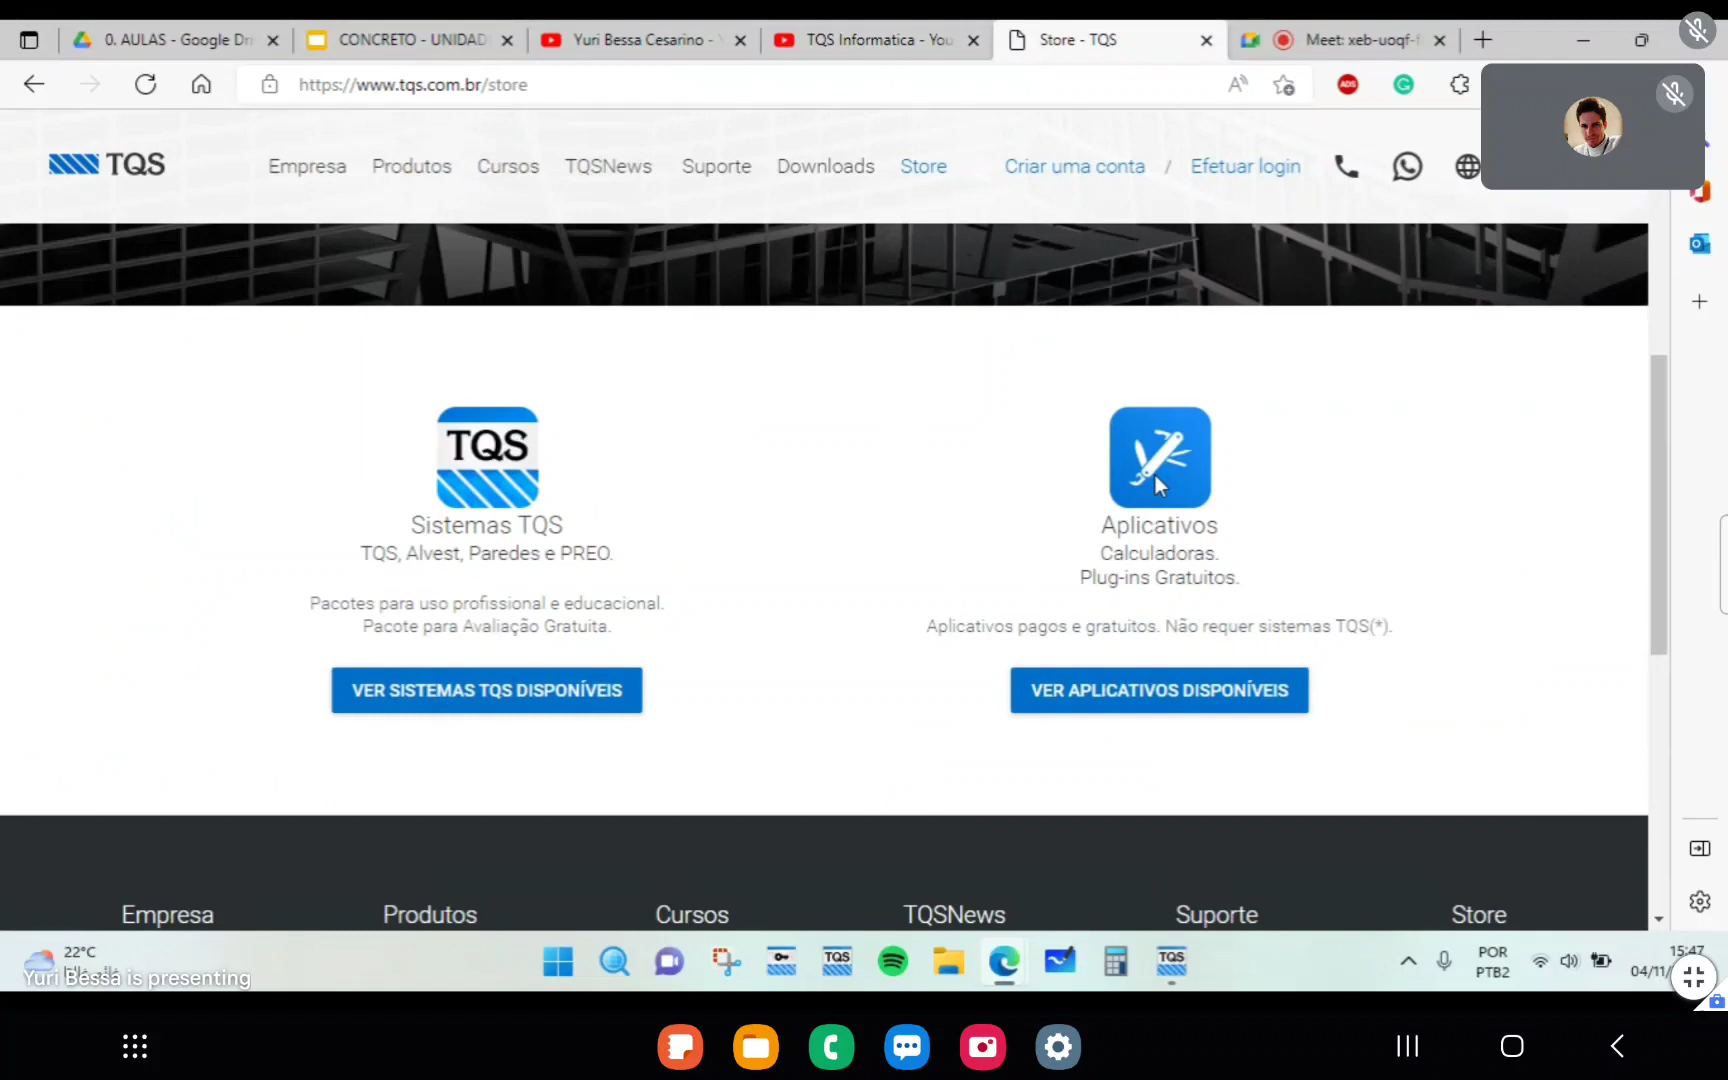 0. AULAS - Google Dri
CONCRETO - UNIDAD
Yuri Bessa Cesarino -
TQS Informatica - You
Store - TQS
Meet: xeb-uoqf-f
https://www.tqs.com.br/store
ADS
TQS
Empresa
Produtos
Cursos
TQSNews
Suporte
Downloads
Store
Criar uma conta / Efetuar login
TQS
Sistemas TQS
TQS, Alvest, Paredes e PREO.
Pacotes para uso profissional e educacional.
Pacote para Avaliação Gratuita.
VER SISTEMAS TQS DISPONÍVEIS
Aplicativos
Calculadoras.
Plug-ins Gratuitos.
Aplicativos pagos e gratuitos. Não requer sistemas TQS(*).
VER APLICATIVOS DISPONÍVEIS
Empresa
Produtos
Cursos
TQSNews
Suporte
Store
22°C
Yuri Bessa is presenting
TQS
TQS
POR
PTB2
15:47
04/11/